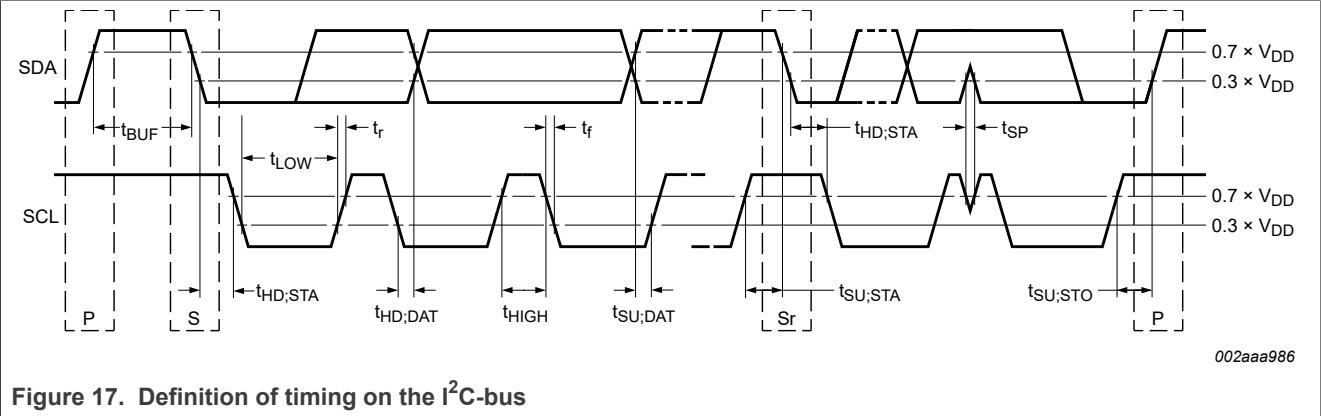 SDA
0.7 × VDD
0.3 × VDD
tBUF
tr
tf
tHD;STA
tSP
tLOW
SCL
0.7 × VDD
0.3 × VDD
tHD;STA
tHD;DAT
tHIGH
tSU;DAT
tSU;STA
tSU;STO
P
S
Sr
P
002aaa986
Figure 17. Definition of timing on the I²C-bus